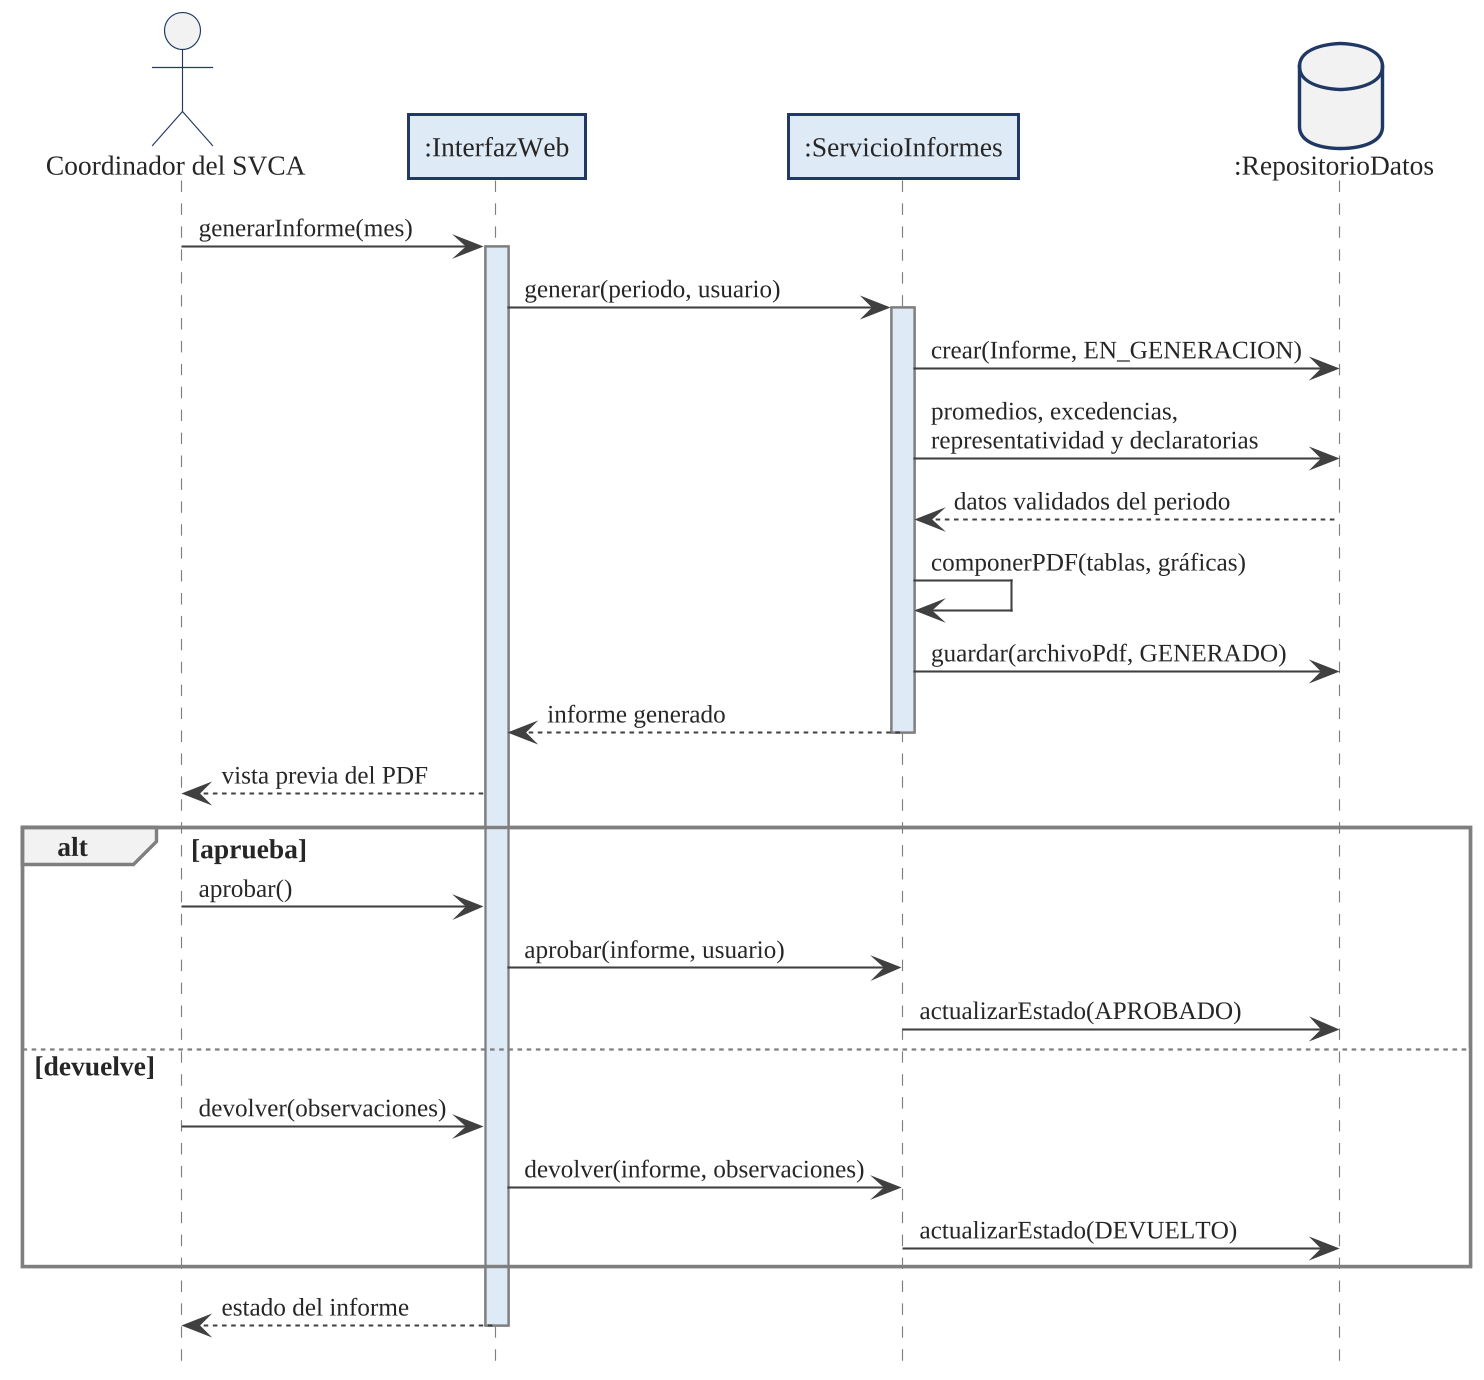 Coordinador del SVCA
:InterfazWeb
:ServicioInformes
:RepositorioDatos
generarInforme(mes)
generar(periodo, usuario)
crear(Informe, EN_GENERACION)
promedios, excedencias,
representatividad y declaratorias
datos validados del periodo
componerPDF(tablas, gráficas)
guardar(archivoPdf, GENERADO)
informe generado
vista previa del PDF
alt
[aprueba]
aprobar()
aprobar(informe, usuario)
actualizarEstado(APROBADO)
[devuelve]
devolver(observaciones)
devolver(informe, observaciones)
actualizarEstado(DEVUELTO)
estado del informe